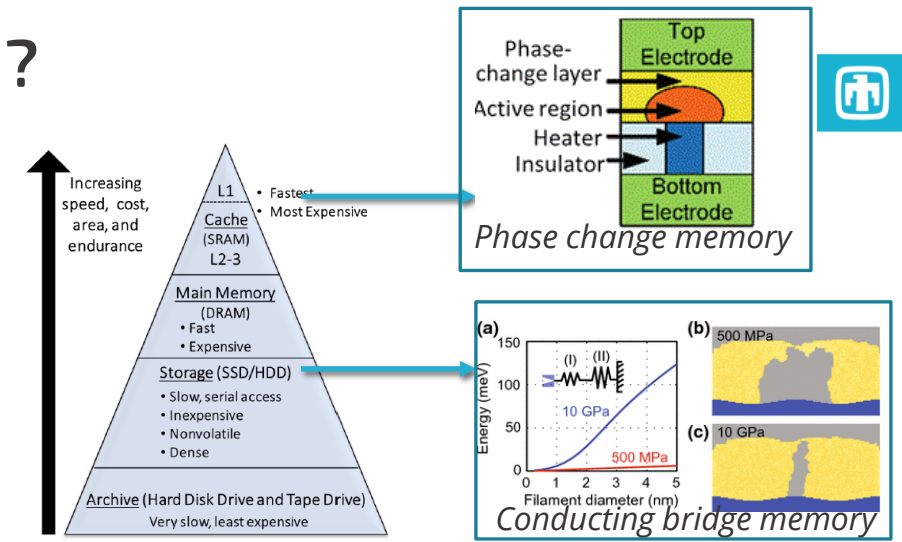 ?
Increasing
speed, cost,
area, and
endurance
L1
Cache
(SRAM)
L2-3
• Fastest
• Most Expensive
Main Memory
(DRAM)
• Fast
• Expensive
Storage (SSD/HDD)
• Slow, serial access
• Inexpensive
• Nonvolatile
• Dense
Archive (Hard Disk Drive and Tape Drive)
Very slow, least expensive
Top
Electrode
Phase-
change layer
Active region
Heater
Insulator
Bottom
Electrode
Phase change memory
(a)
Energy (meV)
150
100
50
0
(I) (II)
10 GPa
500 MPa
0 1 2 3 4 5
Filament diameter (nm)
(b)
500 MPa
(c)
10 GPa
Conducting bridge memory